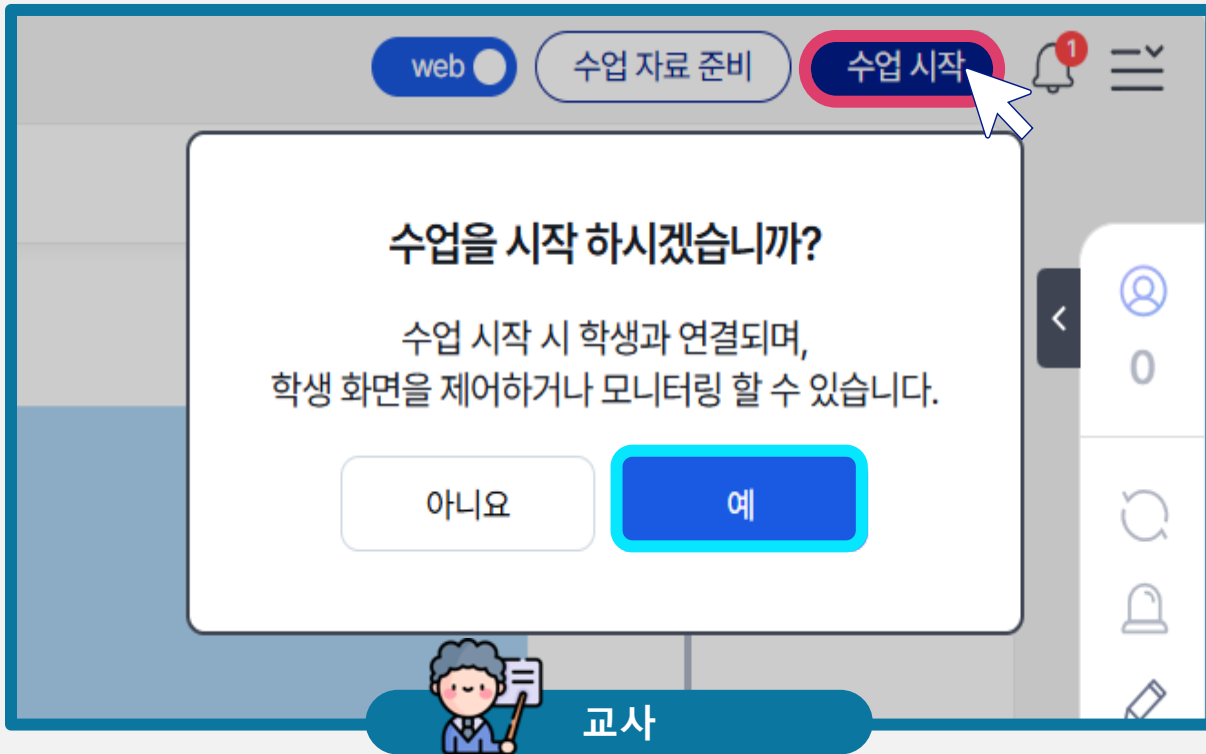 web
수업 자료 준비
수업 시작
1
수업을 시작 하시겠습니까?
수업 시작 시 학생과 연결되며,
학생 화면을 제어하거나 모니터링 할 수 있습니다.
0
아니요
예
교사